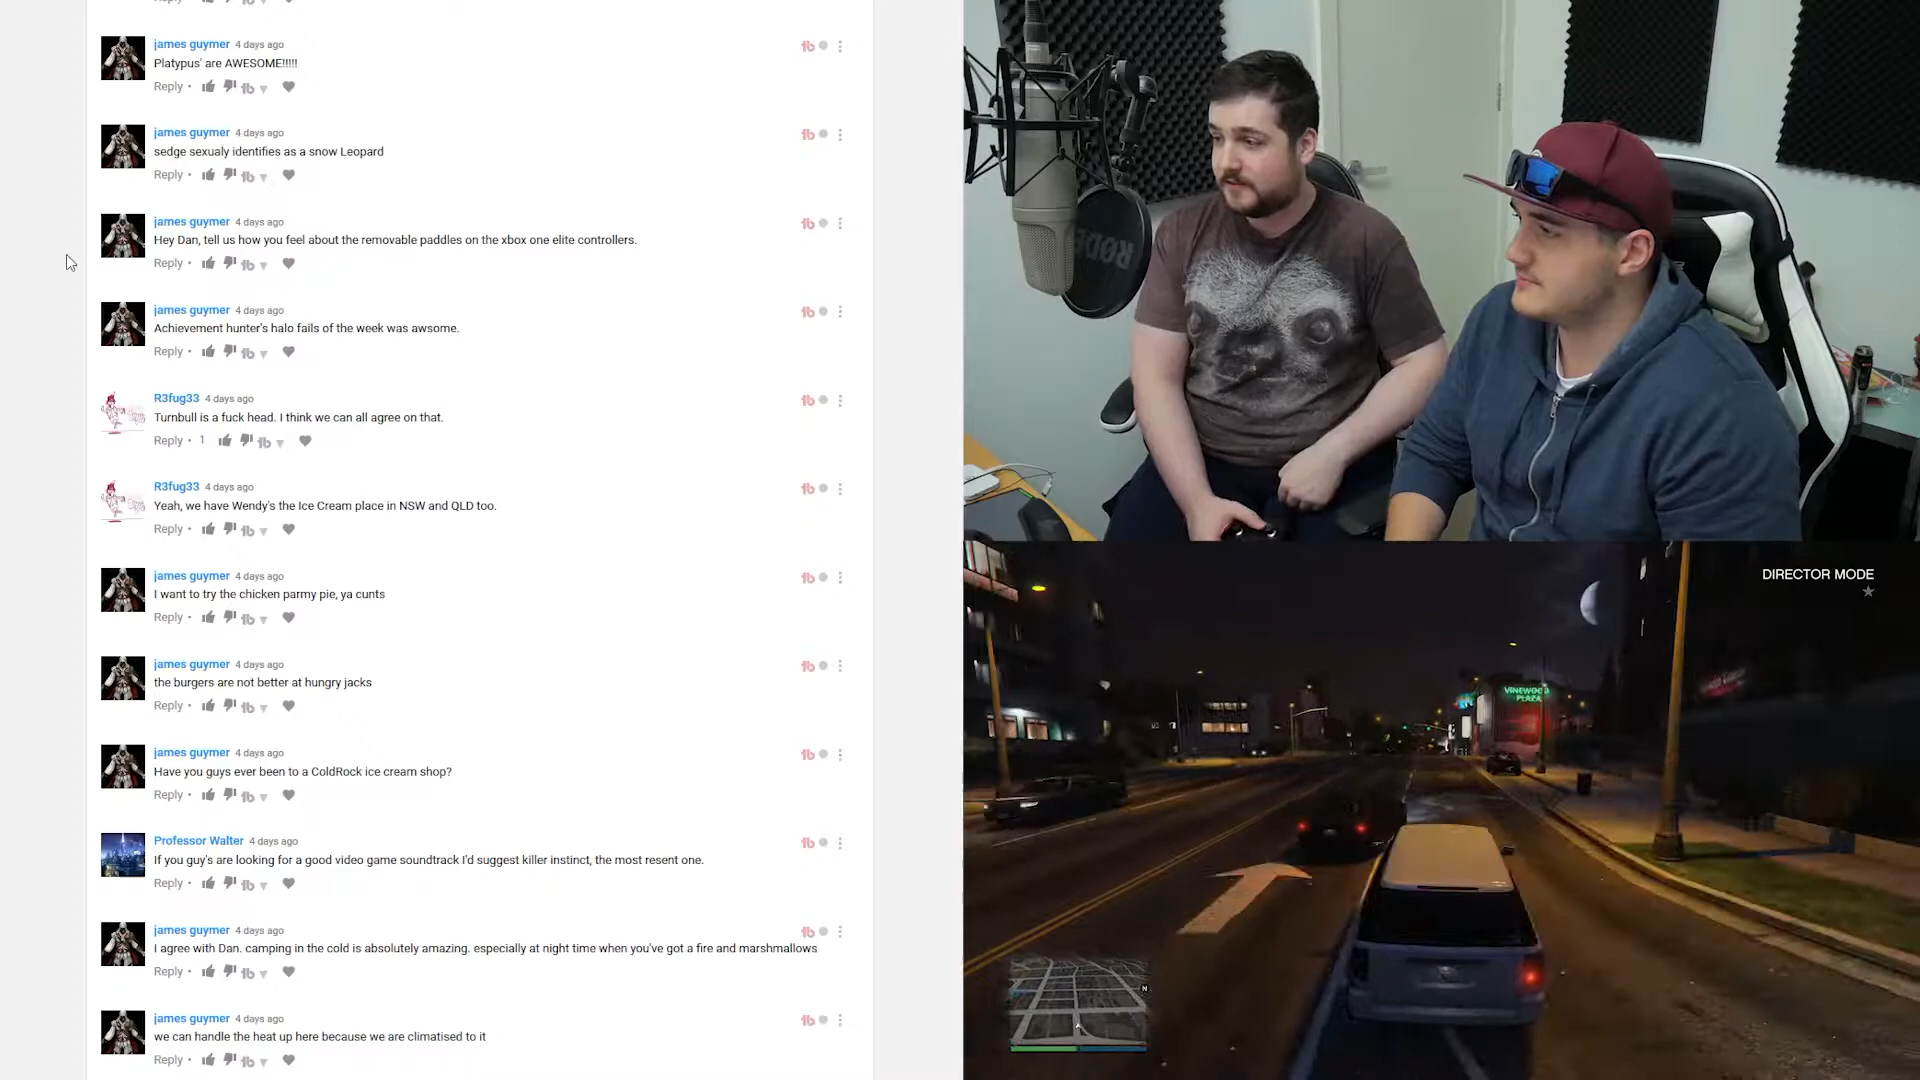 Reply •
james guymer 4 days ago
Platypus' are AWESOME!!!!!
Reply •
james guymer 4 days ago
sedge sexualy identifies as a snow Leopard
Reply •
james guymer 4 days ago
Hey Dan, tell us how you feel about the removable paddles on the xbox one elite controllers.
Reply •
james guymer 4 days ago
Achievement hunter's halo fails of the week was awsome.
Reply •
R3fug33 4 days ago
Turnbull is a fuck head. I think we can all agree on that.
Reply • 1
R3fug33 4 days ago
Yeah, we have Wendy's the Ice Cream place in NSW and QLD too.
Reply •
james guymer 4 days ago
I want to try the chicken parmy pie, ya cunts
Reply •
james guymer 4 days ago
the burgers are not better at hungry jacks
Reply •
james guymer 4 days ago
Have you guys ever been to a ColdRock ice cream shop?
Reply •
Professor Walter 4 days ago
If you guy's are looking for a good video game soundtrack I'd suggest killer instinct, the most resent one.
Reply •
james guymer 4 days ago
I agree with Dan. camping in the cold is absolutely amazing. especially at night time when you've got a fire and marshmallows
Reply •
james guymer 4 days ago
we can handle the heat up here because we are climatised to it
Reply •
RØDE
DIRECTOR MODE
VINEWOOD
PLAZA
N